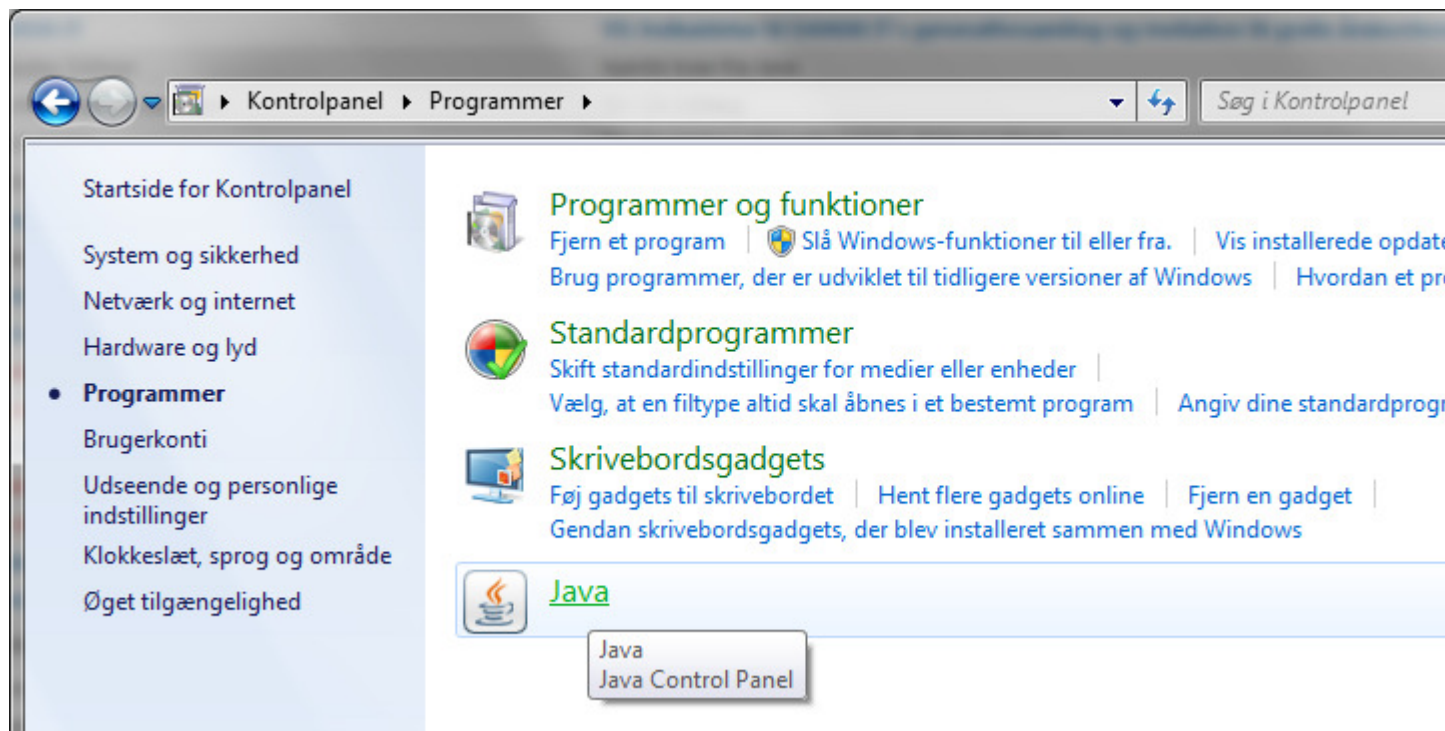 Kontrolpanel Programmer
Søg i Kontrolpanel
Startside for Kontrolpanel
System og sikkerhed
Netværk og internet
Hardware og lyd
Programmer
Brugerkonti
Udseende og personlige
indstillinger
Klokkeslæt, sprog og område
Øget tilgængelighed
Programmer og funktioner
Fjern et program Slå Windows-funktioner til eller fra. Vis installerede opdate
Brug programmer, der er udviklet til tidligere versioner af Windows Hvordan et pr
Standardprogrammer
Skift standardindstillinger for medier eller enheder
Vælg, at en filtype altid skal åbnes i et bestemt program Angiv dine standardprogr
Skrivebordsgadgets
Føj gadgets til skrivebordet Hent flere gadgets online Fjern en gadget
Gendan skrivebordsgadgets, der blev installeret sammen med Windows
Java
Java
Java Control Panel